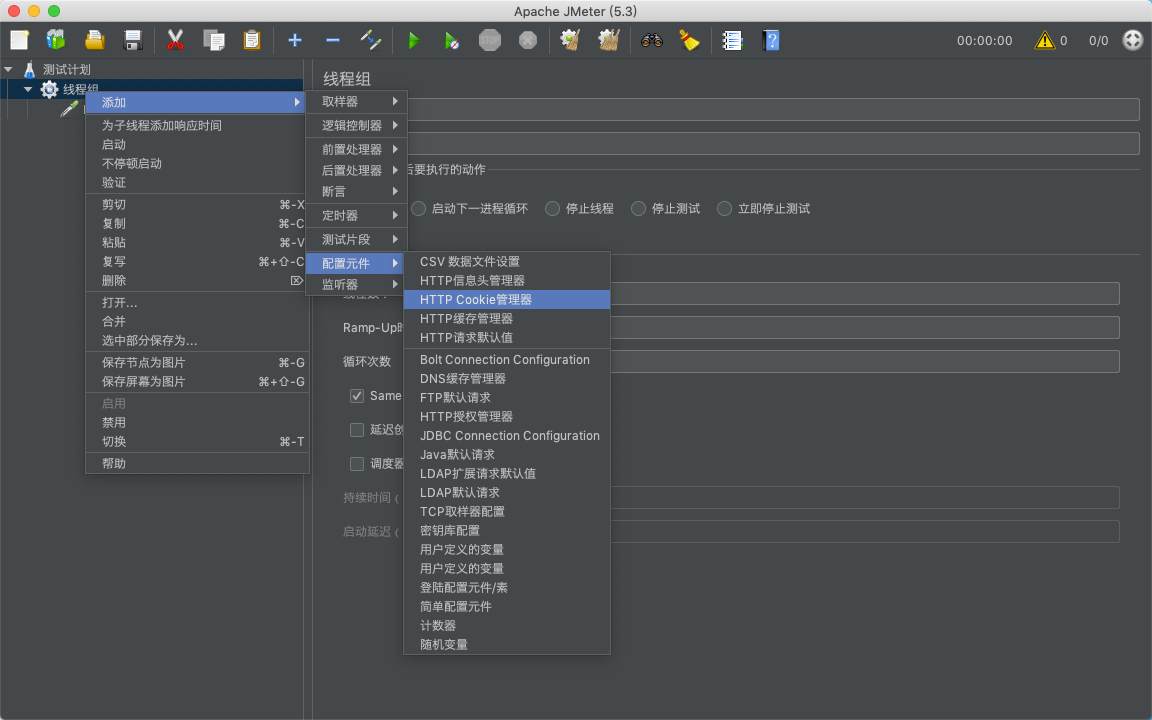 Apache JMeter (5.3)
STOP
00:00:00
0
0/0
测试计划
线程组
线程组
添加
为子线程添加响应时间
启动
不停顿启动
验证
剪切 ⌘-X
复制 ⌘-C
粘贴 ⌘-V
复写 ⌘+⇧-C
删除 ⌦
打开...
合并
选中部分保存为...
保存节点为图片 ⌘-G
保存屏幕为图片 ⌘+⇧-G
启用
禁用
切换 ⌘-T
帮助
取样器
逻辑控制器
前置处理器
后置处理器
断言
定时器
测试片段
配置元件
监听器
后要执行的动作
启动下一进程循环
停止线程
停止测试
立即停止测试
CSV 数据文件设置
HTTP信息头管理器
HTTP Cookie管理器
HTTP缓存管理器
HTTP请求默认值
Bolt Connection Configuration
DNS缓存管理器
FTP默认请求
HTTP授权管理器
JDBC Connection Configuration
Java默认请求
LDAP扩展请求默认值
LDAP默认请求
TCP取样器配置
密钥库配置
用户定义的变量
用户定义的变量
登陆配置元件/素
简单配置元件
计数器
随机变量
Ramp-Up
循环次数
Same
延迟创
调度器
持续时间 (
启动延迟 (